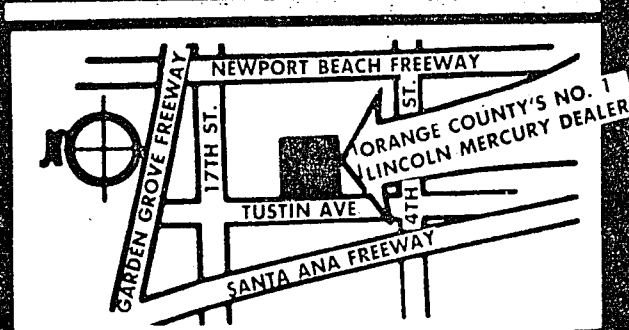 NEWPORT BEACH FREEWAY
GARDEN GROVE FREEWAY
17TH ST.
4TH ST.
ORANGE COUNTY'S NO. 1
LINCOLN MERCURY DEALER
N
TUSTIN AVE
SANTA ANA FREEWAY